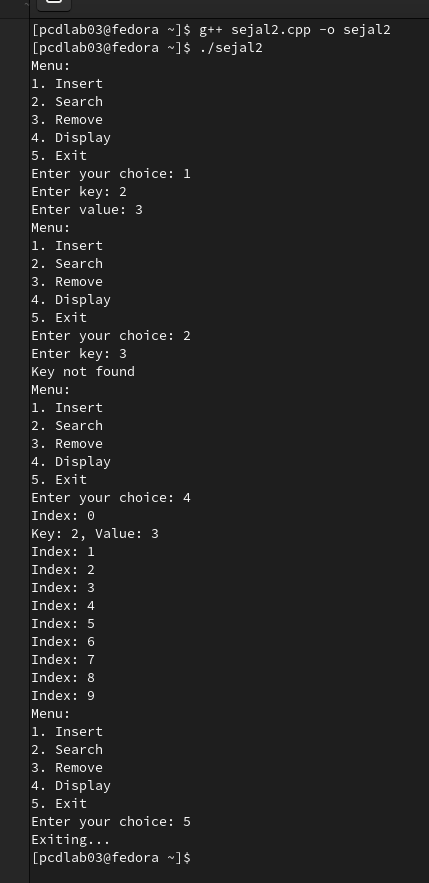 [pcdlab03@fedora ~]$ g++ sejal2.cpp -o sejal2
[pcdlab03@fedora ~]$ ./sejal2
Menu:
1. Insert
2. Search
3. Remove
4. Display
5. Exit
Enter your choice: 1
Enter key: 2
Enter value: 3
Menu:
1. Insert
2. Search
3. Remove
4. Display
5. Exit
Enter your choice: 2
Enter key: 3
Key not found
Menu:
1. Insert
2. Search
3. Remove
4. Display
5. Exit
Enter your choice: 4
Index: 0
Key: 2, Value: 3
Index: 1
Index: 2
Index: 3
Index: 4
Index: 5
Index: 6
Index: 7
Index: 8
Index: 9
Menu:
1. Insert
2. Search
3. Remove
4. Display
5. Exit
Enter your choice: 5
Exiting...
[pcdlab03@fedora ~]$